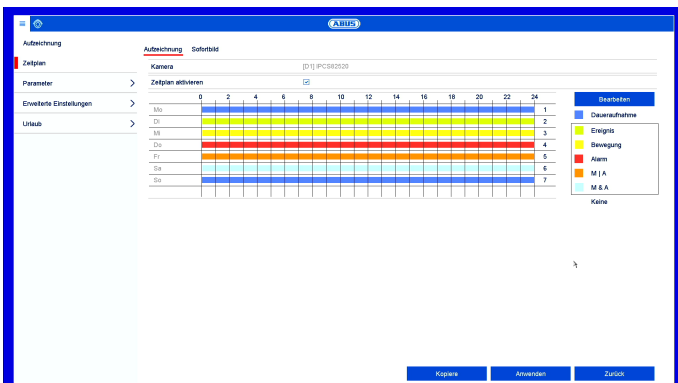 ABUS
Aufzeichnung
Zeitplan
Parameter
Erweiterte Einstellungen
Urlaub
Aufzeichnung Sofortbild
Kamera [D1] IPCS82520
Zeitplan aktivieren
0 2 4 6 8 10 12 14 16 18 20 22 24
Mo 1
Di 2
Mi 3
Do 4
Fr 5
Sa 6
So 7
Bearbeiten
Daueraufnahme
Ereignis
Bewegung
Alarm
M | A
M & A
Keine
Kopiere Anwenden Zurück